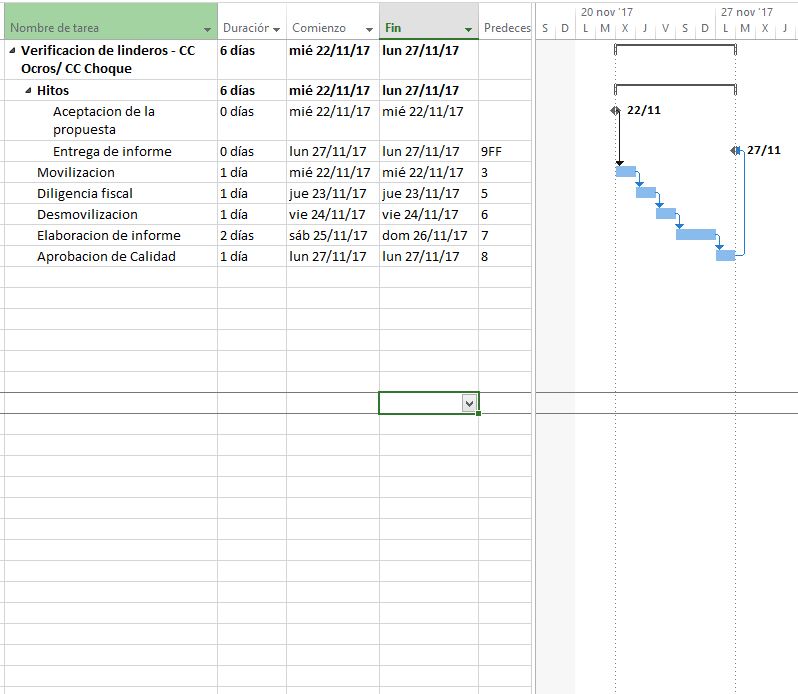 20 nov '17 27 nov '17
Nombre de tarea Duración Comienzo Fin Predeces S D L M X J V S D L M X J
Verificacion de linderos - CC mié 22/11/17 lun 27/11/17 6 días
Ocros/ CC Choque
Hitos 6 días mié 22/11/17 lun 27/11/17
Aceptacion de la 0 días mié 22/11/17 mié 22/11/17 22/11
propuesta
Entrega de informe 0 días lun 27/11/17 lun 27/11/17 9FF 27/11
Movilizacion 1 día mié 22/11/17 mié 22/11/17 3
Diligencia fiscal 1 día jue 23/11/17 jue 23/11/17 5
Desmovilizacion 1 día vie 24/11/17 vie 24/11/17 6
Elaboracion de informe 2 días sáb 25/11/17 dom 26/11/17 7
Aprobacion de Calidad 1 día lun 27/11/17 lun 27/11/17 8